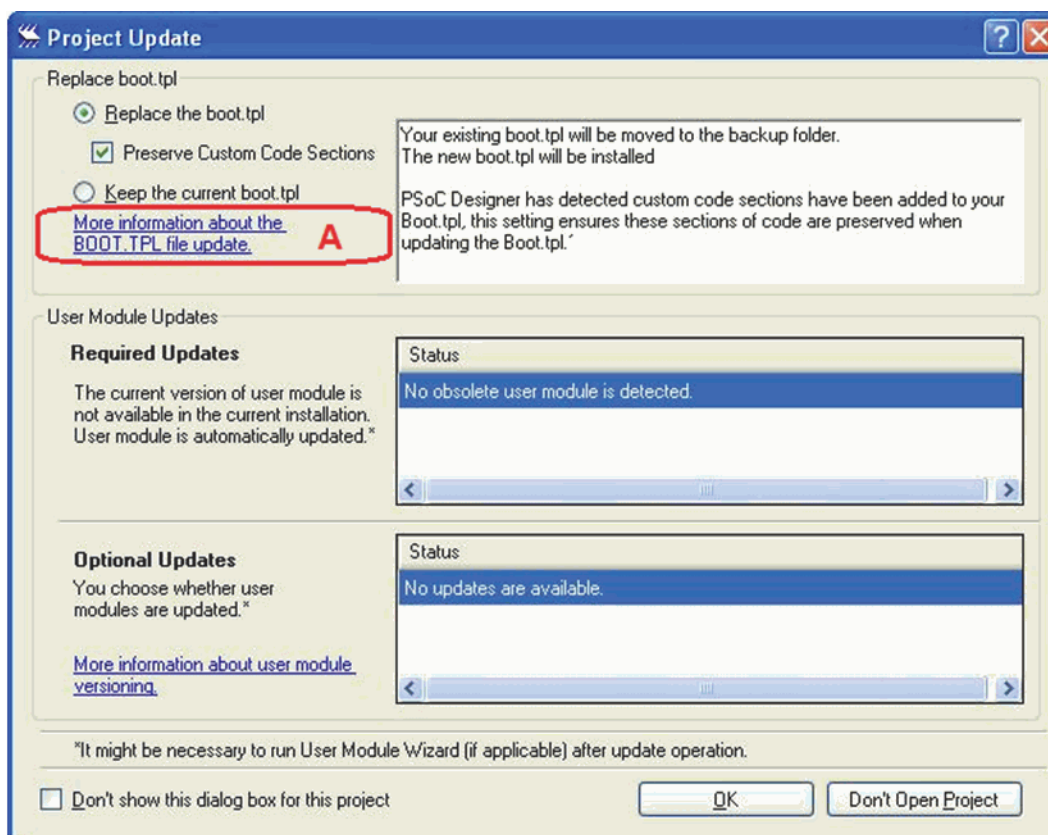 Project Update
Replace boot.tpl
Replace the boot.tpl
Preserve Custom Code Sections
Keep the current boot.tpl
More information about the
BOOT.TPL file update.
A
Your existing boot.tpl will be moved to the backup folder.
The new boot.tpl will be installed
PSoC Designer has detected custom code sections have been added to your
Boot.tpl, this setting ensures these sections of code are preserved when
updating the Boot.tpl.´
User Module Updates
Required Updates
The current version of user module is
not available in the current installation.
User module is automatically updated.*
Status
No obsolete user module is detected.
Optional Updates
You choose whether user
modules are updated.*
More information about user module
versioning.
Status
No updates are available.
*It might be necessary to run User Module Wizard (if applicable) after update operation.
Don't show this dialog box for this project
OK
Don't Open Project